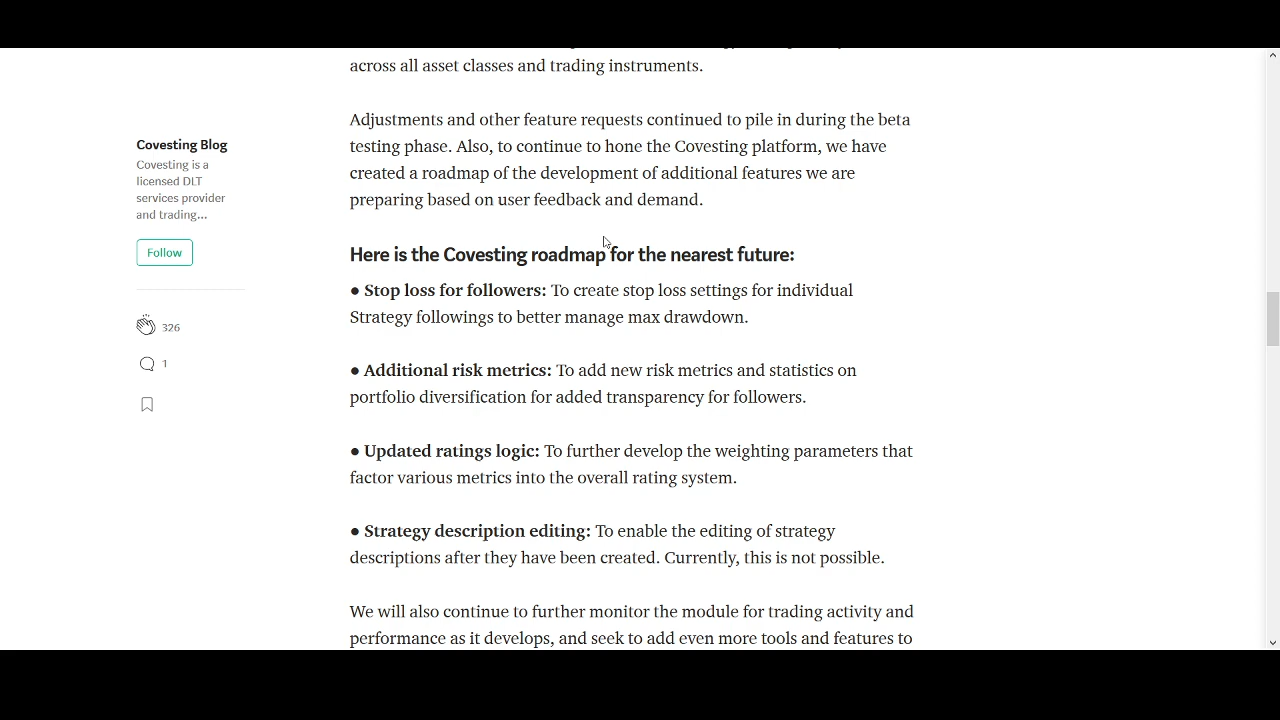 across all asset classes and trading instruments.
Adjustments and other feature requests continued to pile in during the beta
testing phase. Also, to continue to hone the Covesting platform, we have
created a roadmap of the development of additional features we are
preparing based on user feedback and demand.
Covesting Blog
Covesting is a
licensed DLT
services provider
and trading...
Follow
326
1
Here is the Covesting roadmap for the nearest future:
● Stop loss for followers: To create stop loss settings for individual
Strategy followings to better manage max drawdown.
● Additional risk metrics: To add new risk metrics and statistics on
portfolio diversification for added transparency for followers.
● Updated ratings logic: To further develop the weighting parameters that
factor various metrics into the overall rating system.
● Strategy description editing: To enable the editing of strategy
descriptions after they have been created. Currently, this is not possible.
We will also continue to further monitor the module for trading activity and
performance as it develops, and seek to add even more tools and features to